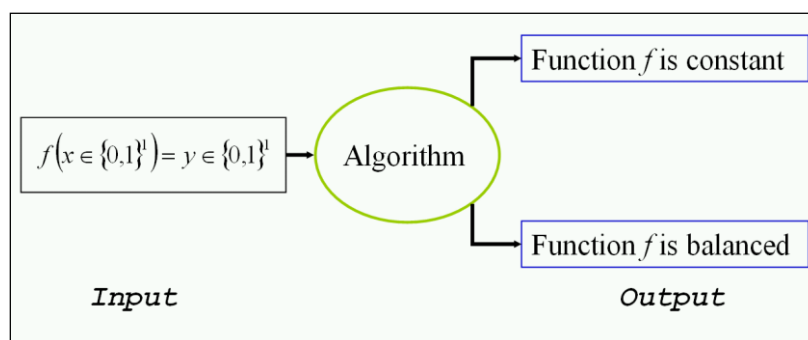 Function f is constant
f(x ∈ {0,1}¹) = y ∈ {0,1}¹
Algorithm
Function f is balanced
Input
Output